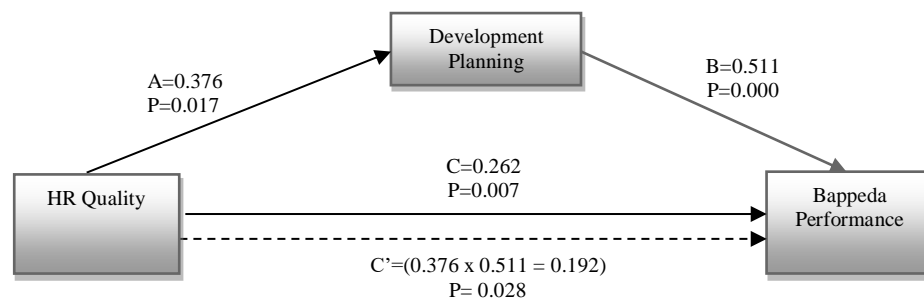 Development
Planning
A=0.376
P=0.017
B=0.511
P=0.000
HR Quality
C=0.262
P=0.007
Bappeda
Performance
C’=(0.376 x 0.511 = 0.192)
P= 0.028